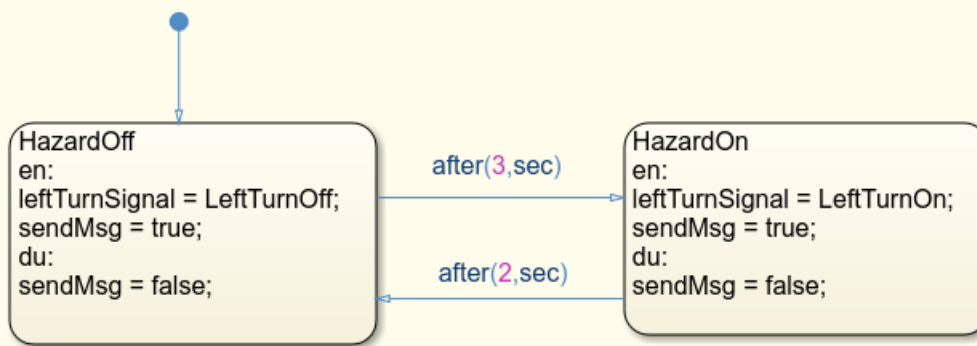 HazardOff
en:
leftTurnSignal = LeftTurnOff;
sendMsg = true;
du:
sendMsg = false;
after(3,sec)
after(2,sec)
HazardOn
en:
leftTurnSignal = LeftTurnOn;
sendMsg = true;
du:
sendMsg = false;